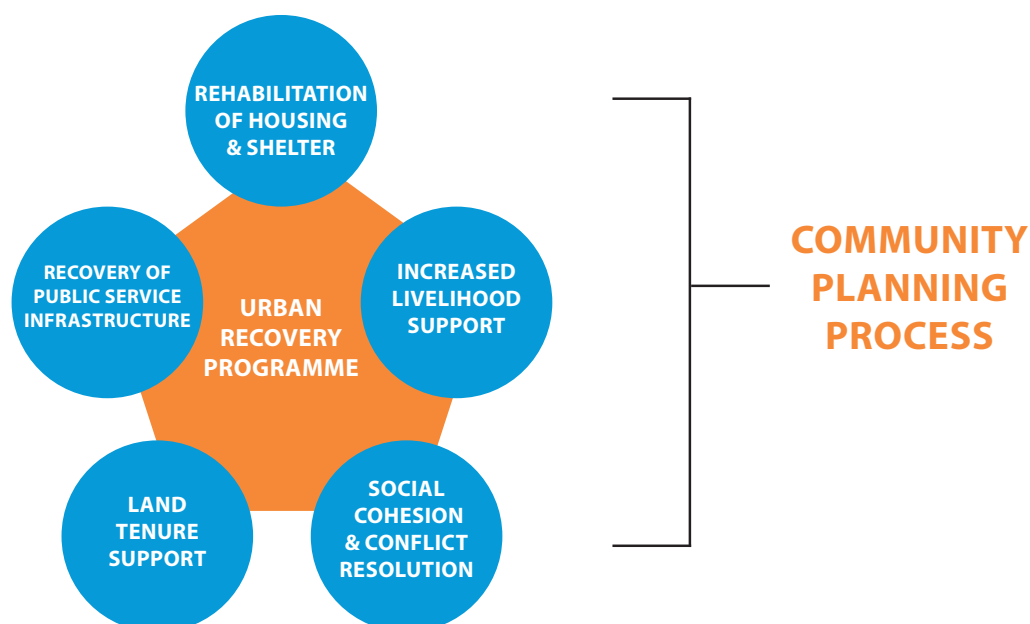 REHABILITATION
OF HOUSING
& SHELTER
RECOVERY OF
PUBLIC SERVICE
INFRASTRUCTURE
URBAN
RECOVERY
PROGRAMME
INCREASED
LIVELIHOOD
SUPPORT
LAND
TENURE
SUPPORT
SOCIAL
COHESION
& CONFLICT
RESOLUTION
COMMUNITY
PLANNING
PROCESS